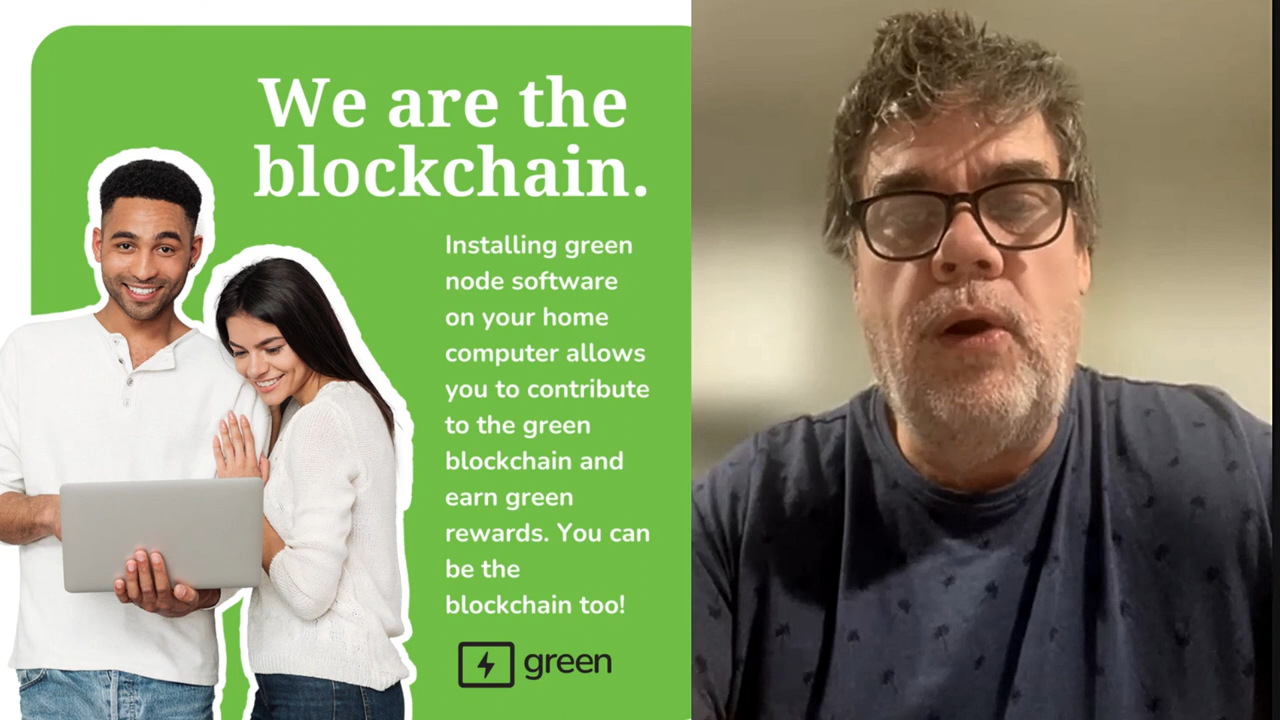 We are the
blockchain.
Installing green
node software
on your home
computer allows
you to contribute
to the green
blockchain and
earn green
rewards. You can
be the
blockchain too!
green